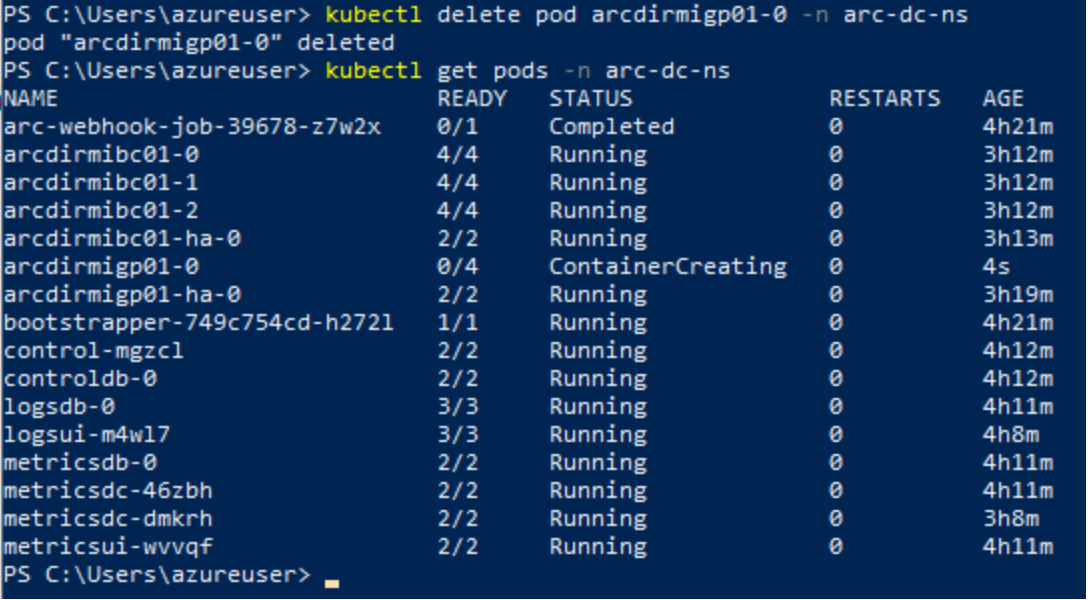 PS C:\Users\azureuser> kubectl delete pod arcdirmigp01-0 -n arc-dc-ns
pod "arcdirmigp01-0" deleted
PS C:\Users\azureuser> kubectl get pods -n arc-dc-ns
NAME READY STATUS RESTARTS AGE
arc-webhook-job-39678-z7w2x 0/1 Completed 0 4h21m
arcdirmibc01-0 4/4 Running 0 3h12m
arcdirmibc01-1 4/4 Running 0 3h12m
arcdirmibc01-2 4/4 Running 0 3h12m
arcdirmibc01-ha-0 2/2 Running 0 3h13m
arcdirmigp01-0 0/4 ContainerCreating 0 4s
arcdirmigp01-ha-0 2/2 Running 0 3h19m
bootstrapper-749c754cd-h272l 1/1 Running 0 4h21m
control-mgzcl 2/2 Running 0 4h12m
controldb-0 2/2 Running 0 4h12m
logsdb-0 3/3 Running 0 4h11m
logsui-m4wl7 3/3 Running 0 4h8m
metricsdb-0 2/2 Running 0 4h11m
metricsdc-46zbh 2/2 Running 0 4h11m
metricsdc-dmkrh 2/2 Running 0 3h8m
metricsui-wvvqf 2/2 Running 0 4h11m
PS C:\Users\azureuser>